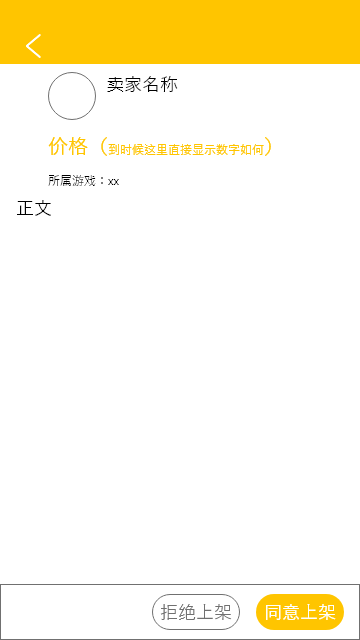 卖家名称
价格（到时候这里直接显示数字如何）
所属游戏：xx
正文
拒绝上架
同意上架